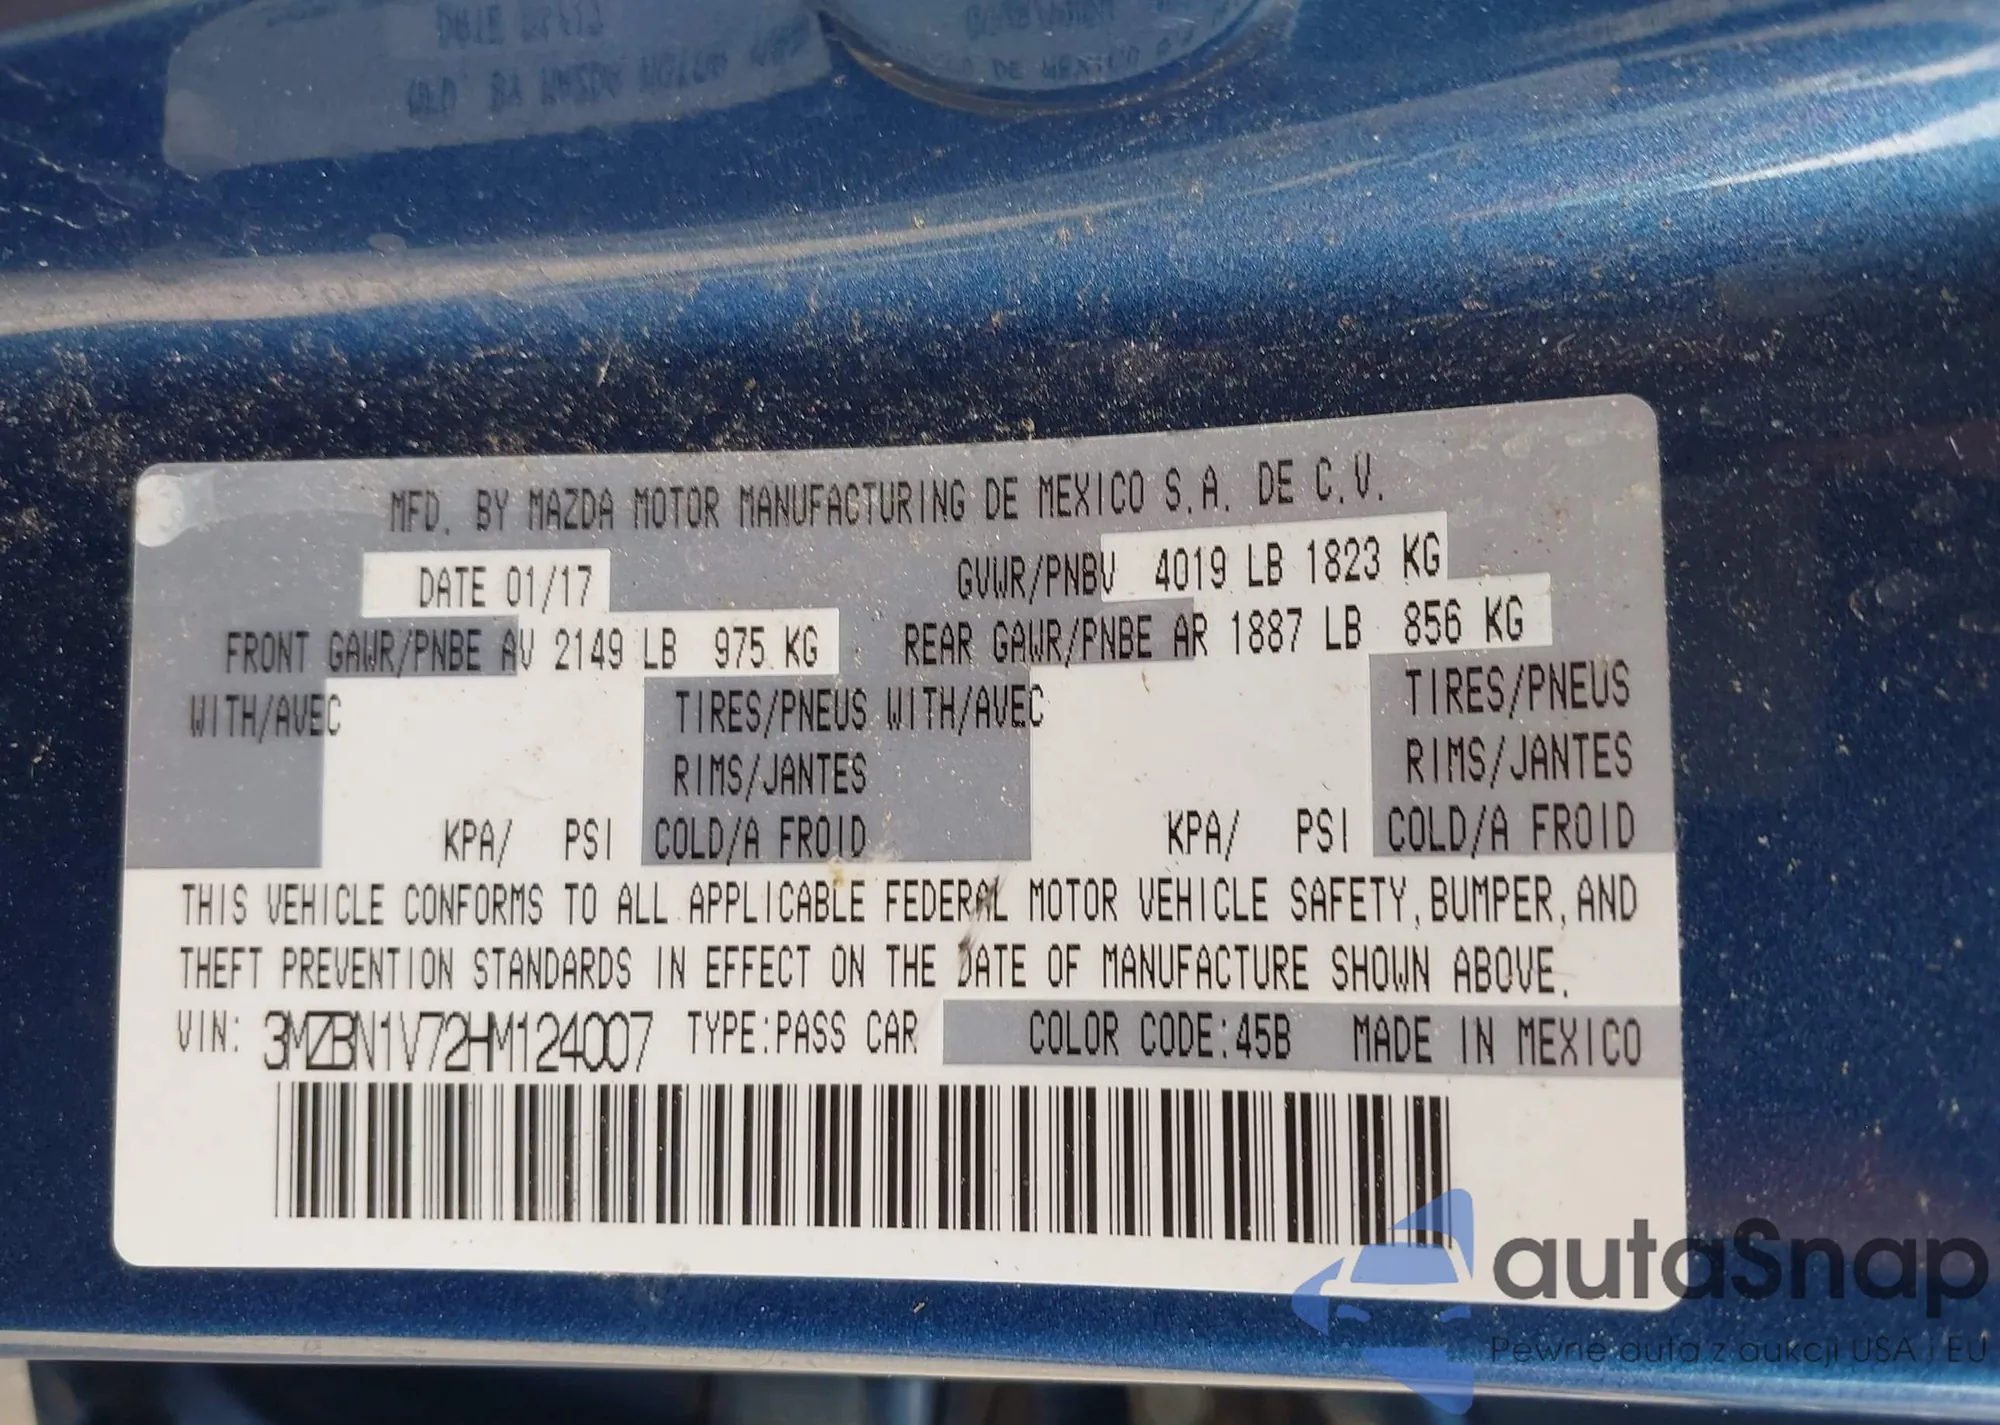 MFD. BY MAZDA MOTOR MANUFACTURING DE MEXICO S.A. DE C.V.
DATE 01/17 GVWR/PNBV 4019 LB 1823 KG
FRONT GAWR/PNBE AV 2149 LB 975 KG REAR GAWR/PNBE AR 1887 LB 856 KG
WITH/AVEC TIRES/PNEUS WITH/AVEC TIRES/PNEUS
RIMS/JANTES RIMS/JANTES
KPA/ PSI COLD/A FROID KPA/ PSI COLD/A FROID
THIS VEHICLE CONFORMS TO ALL APPLICABLE FEDERAL MOTOR VEHICLE SAFETY, BUMPER, AND
THEFT PREVENTION STANDARDS IN EFFECT ON THE DATE OF MANUFACTURE SHOWN ABOVE.
VIN: 3MZBN1V72HM124007 TYPE:PASS CAR COLOR CODE:45B MADE IN MEXICO
autaSnap
Pewne auta z aukcji USA i EU